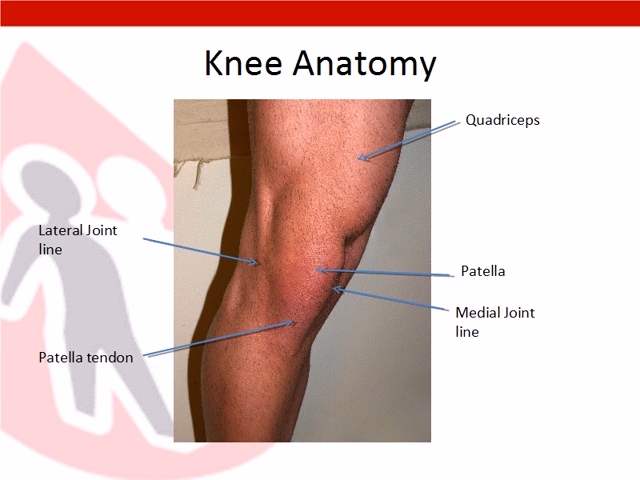 Knee Anatomy
Quadriceps
Lateral Joint
line
Patella
Medial Joint
line
Patella tendon